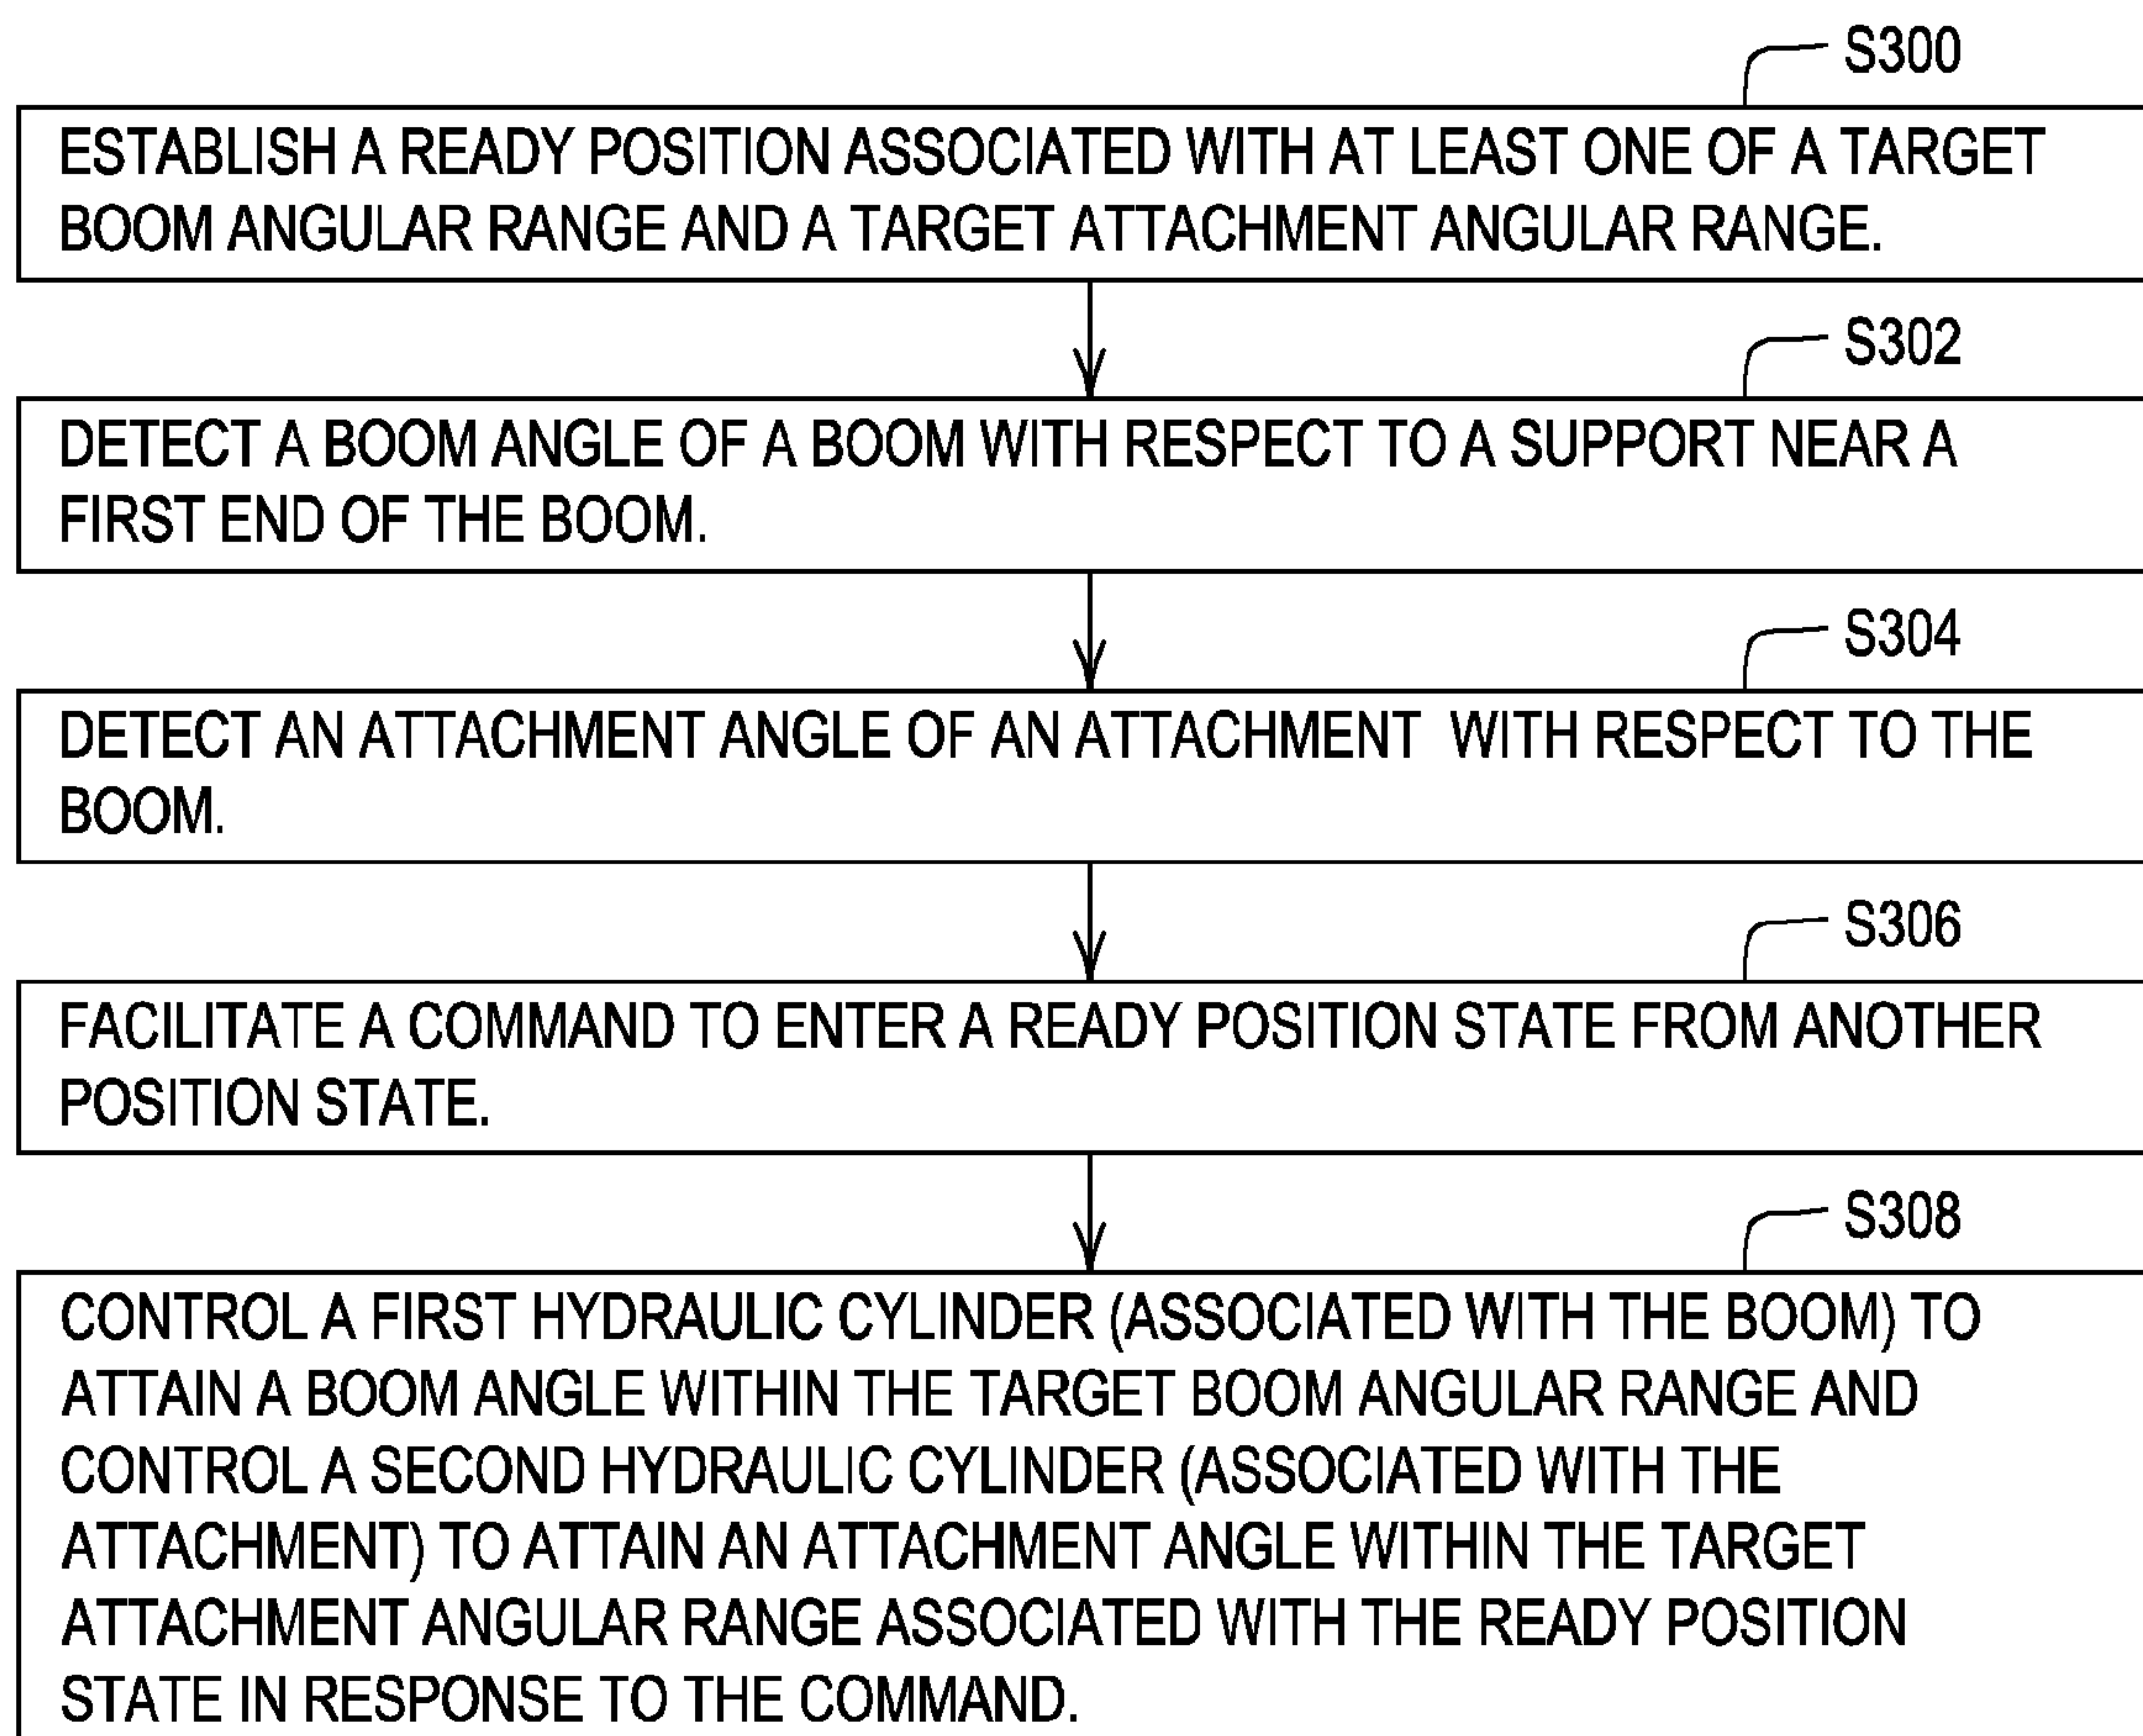 S300
ESTABLISH A READY POSITION ASSOCIATED WITH AT LEAST ONE OF A TARGET
BOOM ANGULAR RANGE AND A TARGET ATTACHMENT ANGULAR RANGE.
S302
DETECT A BOOM ANGLE OF A BOOM WITH RESPECT TO A SUPPORT NEAR A
FIRST END OF THE BOOM.
S304
DETECT AN ATTACHMENT ANGLE OF AN ATTACHMENT WITH RESPECT TO THE
BOOM.
S306
FACILITATE A COMMAND TO ENTER A READY POSITION STATE FROM ANOTHER
POSITION STATE.
S308
CONTROL A FIRST HYDRAULIC CYLINDER (ASSOCIATED WITH THE BOOM) TO
ATTAIN A BOOM ANGLE WITHIN THE TARGET BOOM ANGULAR RANGE AND
CONTROL A SECOND HYDRAULIC CYLINDER (ASSOCIATED WITH THE
ATTACHMENT) TO ATTAIN AN ATTACHMENT ANGLE WITHIN THE TARGET
ATTACHMENT ANGULAR RANGE ASSOCIATED WITH THE READY POSITION
STATE IN RESPONSE TO THE COMMAND.